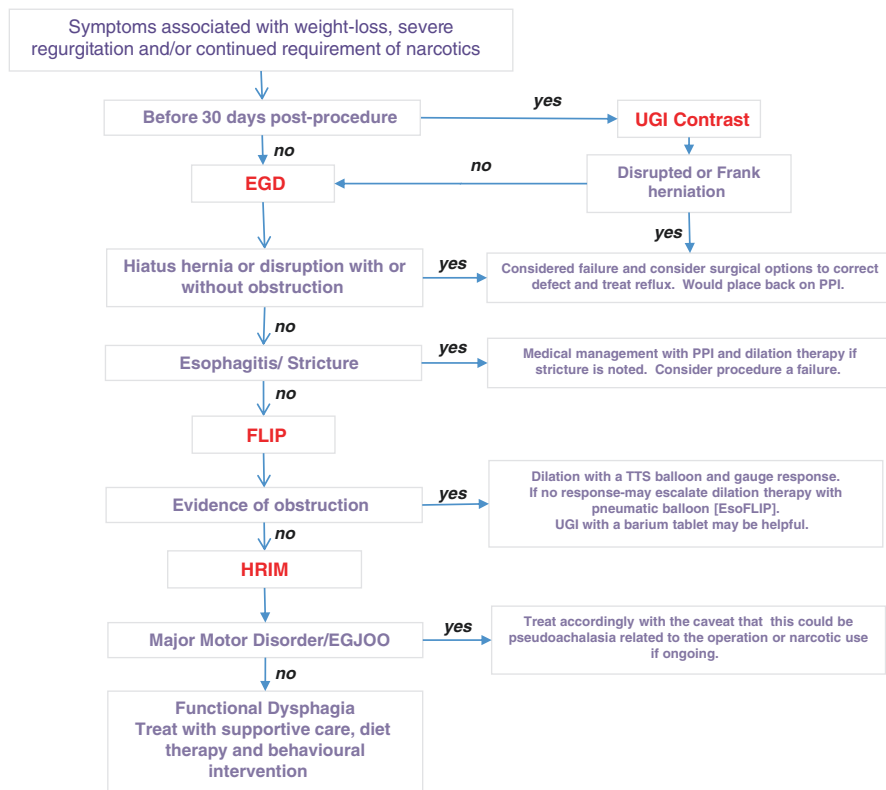 Symptoms associated with weight-loss, severe
regurgitation and/or continued requirement of narcotics
Before 30 days post-procedure
yes
UGI Contrast
no
EGD
no
Disrupted or Frank
herniation
yes
Hiatus hernia or disruption with or
without obstruction
yes
Considered failure and consider surgical options to correct
defect and treat reflux. Would place back on PPI.
no
Esophagitis/ Stricture
yes
Medical management with PPI and dilation therapy if
stricture is noted. Consider procedure a failure.
no
FLIP
Evidence of obstruction
yes
Dilation with a TTS balloon and gauge response.
If no response-may escalate dilation therapy with
pneumatic balloon [EsoFLIP].
UGI with a barium tablet may be helpful.
no
HRIM
Major Motor Disorder/EGJOO
yes
Treat accordingly with the caveat that this could be
pseudoachalasia related to the operation or narcotic use
if ongoing.
no
Functional Dysphagia
Treat with supportive care, diet
therapy and behavioural
intervention